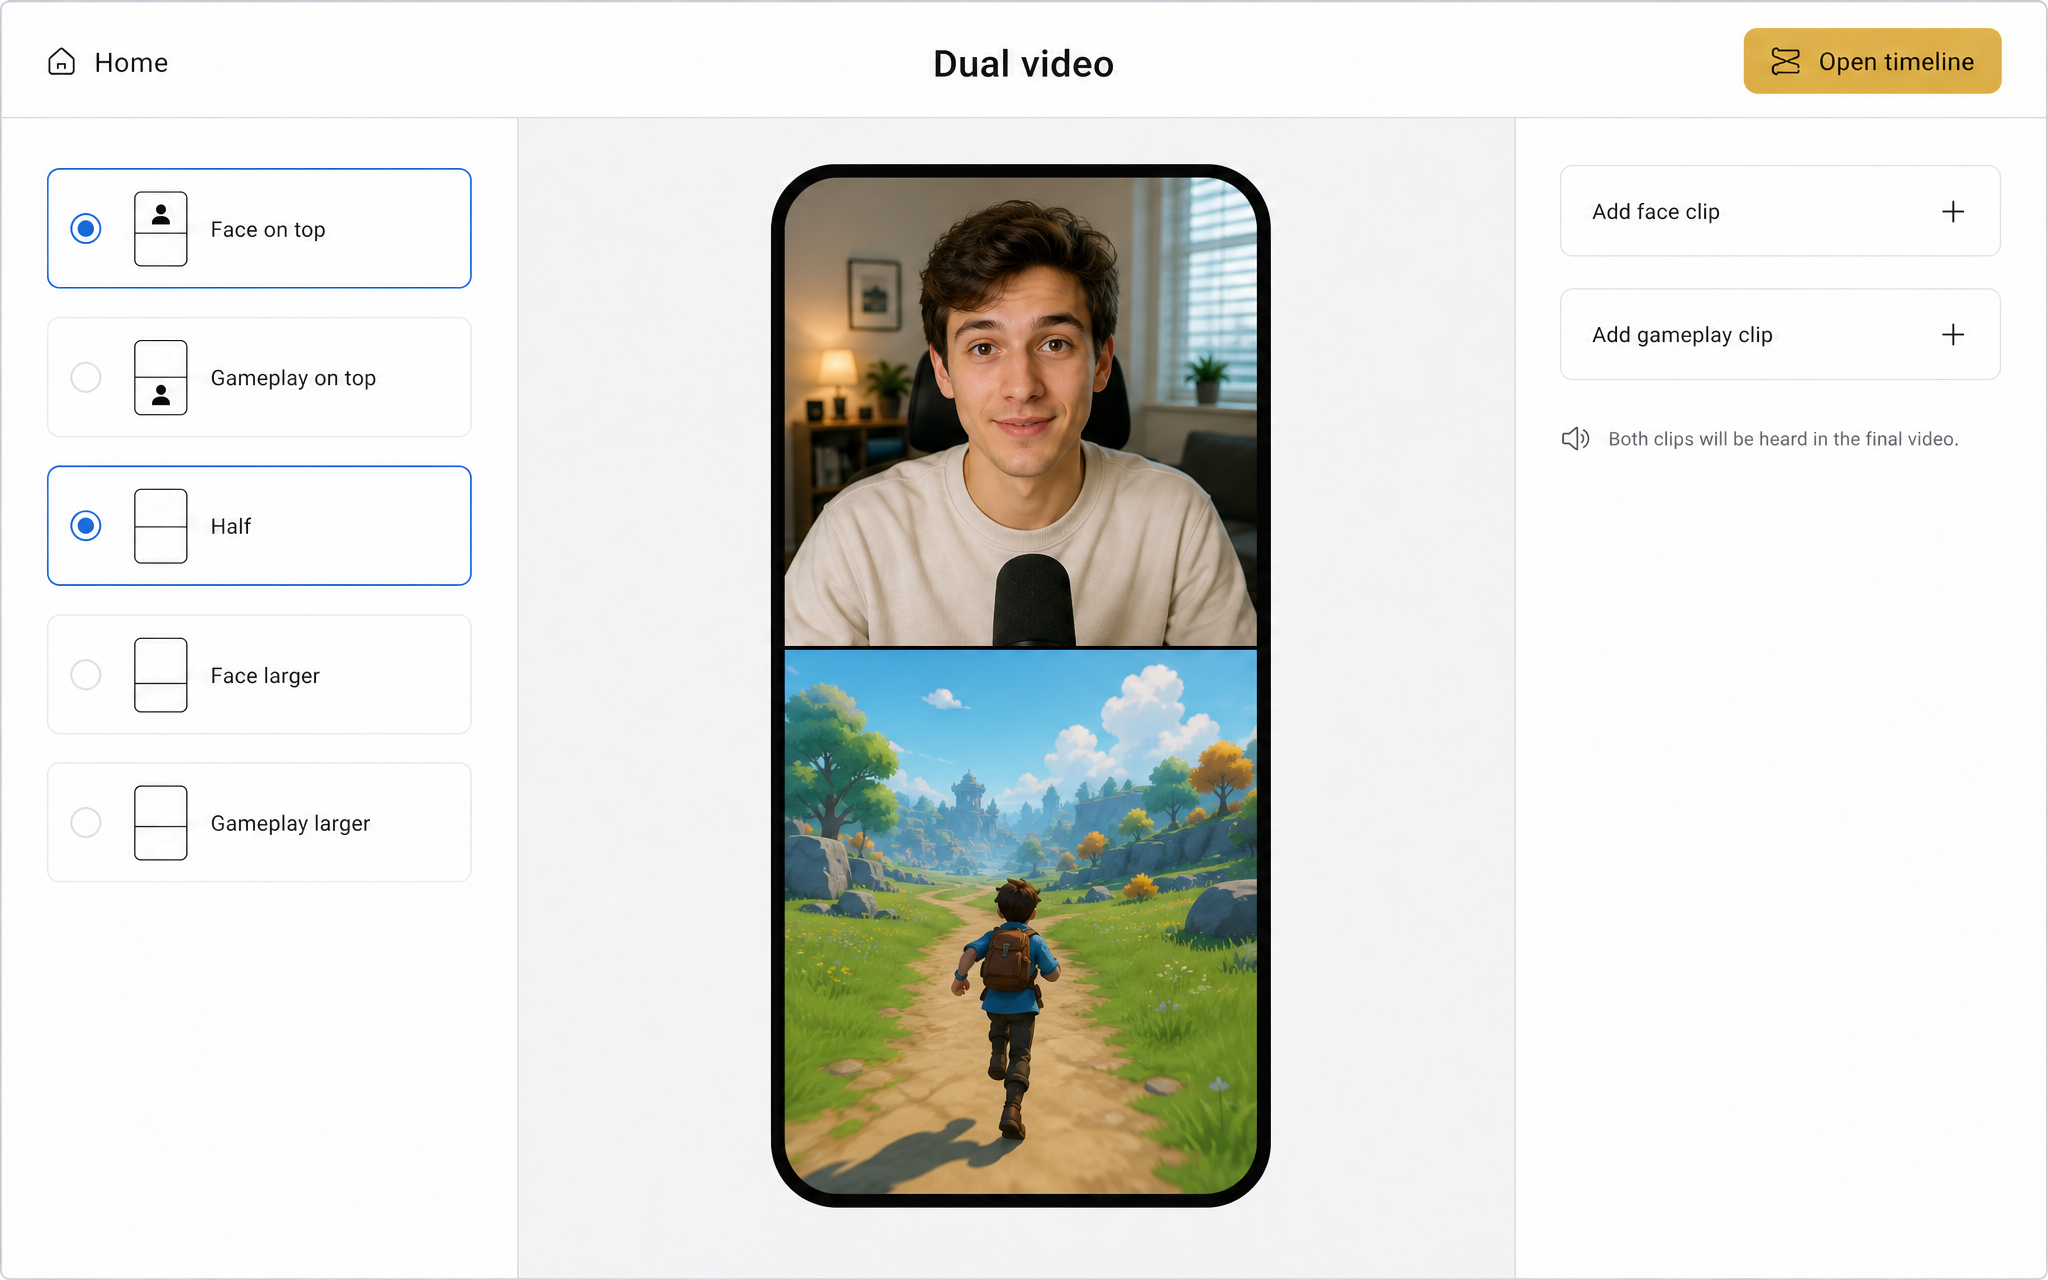 Home
Dual video
Open timeline
Face on top
Gameplay on top
Half
Face larger
Gameplay larger
Add face clip
Add gameplay clip
Both clips will be heard in the final video.